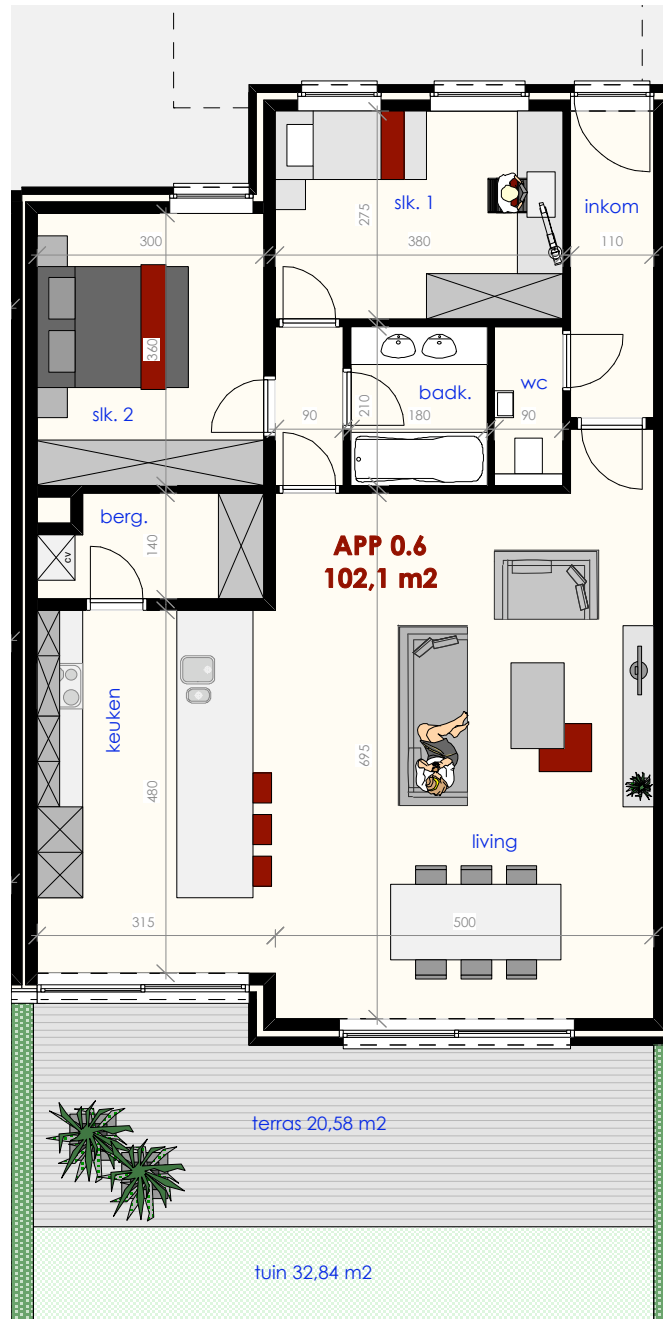 slk. 1
275
inkom
300
380
110
360
slk. 2
90
210
badk.
180
wc
90
berg.
140
cv
APP 0.6
102,1 m2
keuken
480
695
living
315
500
terras 20,58 m2
tuin 32,84 m2